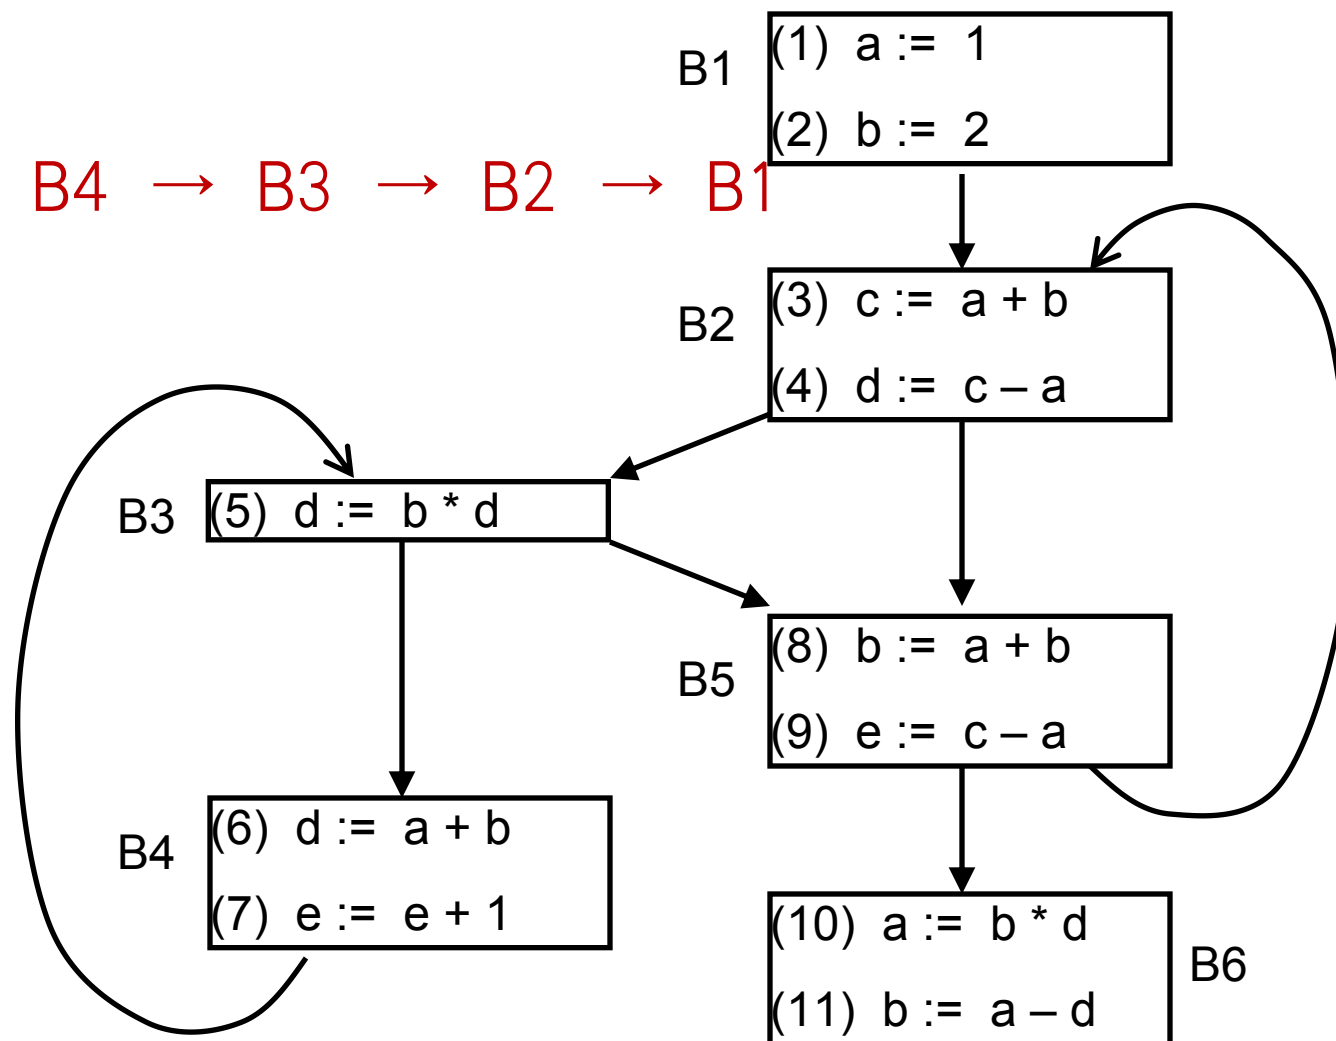 B1
(1) a := 1
(2) b := 2
B4 → B3 → B2 → B1
B2
(3) c := a + b
(4) d := c – a
B3
(5) d := b * d
B5
(8) b := a + b
(9) e := c – a
B4
(6) d := a + b
(7) e := e + 1
(10) a := b * d
B6
(11) b := a – d